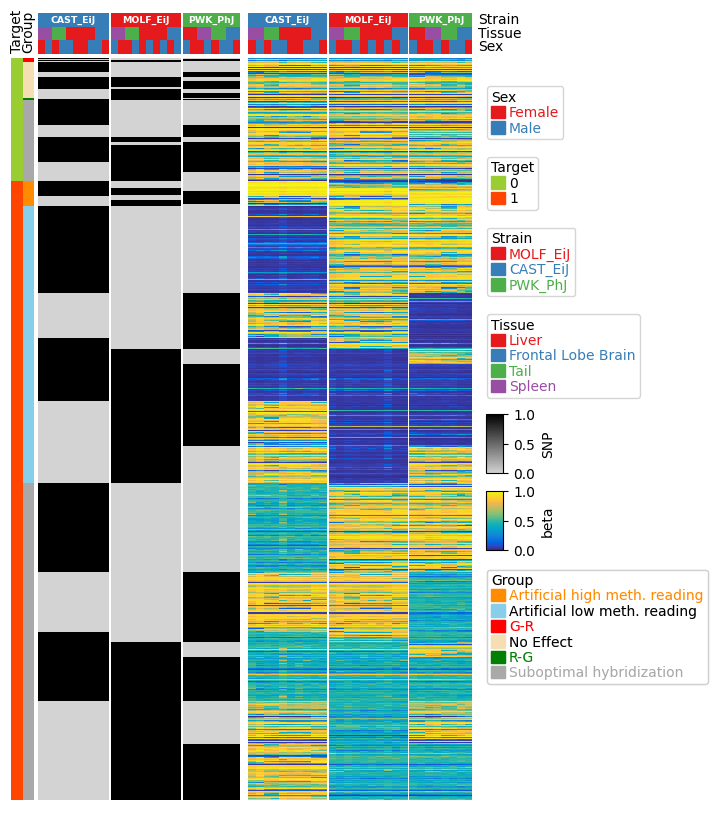 Target
Group
CAST_EiJ MOLF_EiJ PWK_PhJ CAST_EiJ MOLF_EiJ PWK_PhJ
Strain
Tissue
Sex
Sex
Female
Male
Target
0
1
Strain
MOLF_EiJ
CAST_EiJ
PWK_PhJ
Tissue
Liver
Frontal Lobe Brain
Tail
Spleen
1.0
0.5
0.0
SNP
1.0
0.5
0.0
beta
Group
Artificial high meth. reading
Artificial low meth. reading
G-R
No Effect
R-G
Suboptimal hybridization